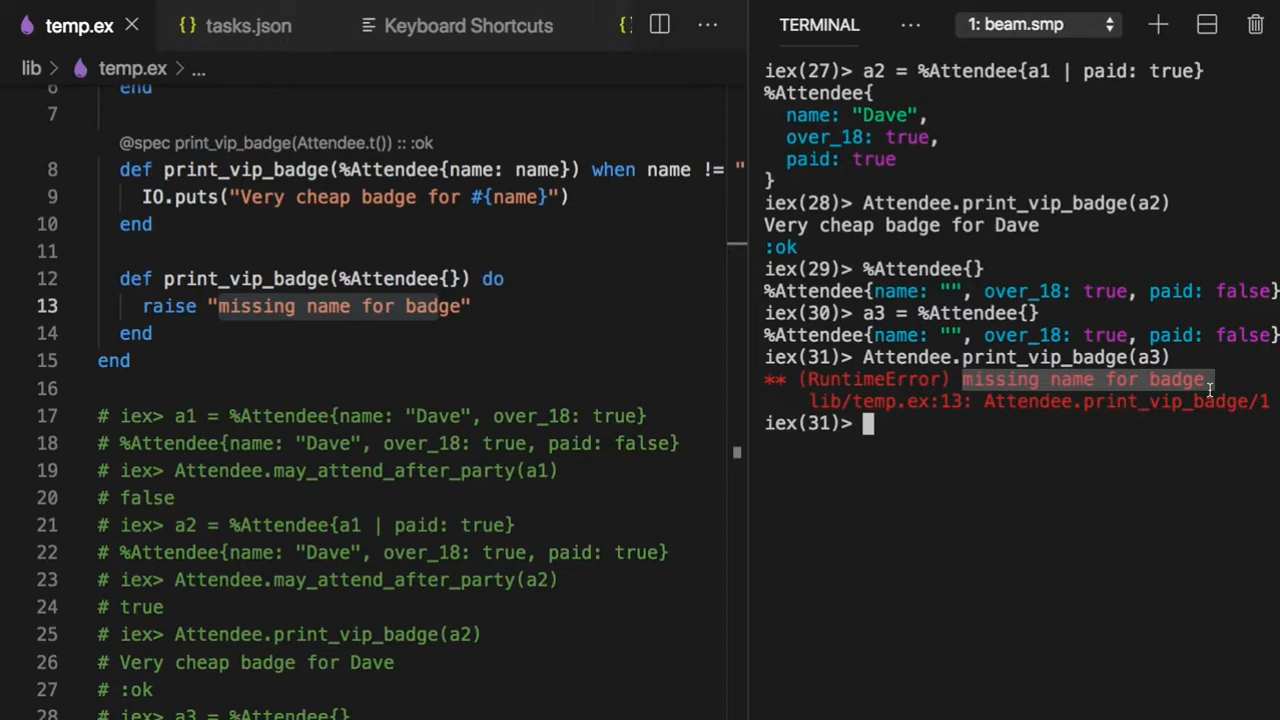 temp.ex
tasks.json
Keyboard Shortcuts
{}
lib > temp.ex > ...
6 end
7
@spec print_vip_badge(Attendee.t()) :: :ok
8 def print_vip_badge(%Attendee{name: name}) when name != "
9 IO.puts("Very cheap badge for #{name}")
10 end
11
12 def print_vip_badge(%Attendee{}) do
13 raise "missing name for badge"
14 end
15 end
16
17 # iex> a1 = %Attendee{name: "Dave", over_18: true}
18 # %Attendee{name: "Dave", over_18: true, paid: false}
19 # iex> Attendee.may_attend_after_party(a1)
20 # false
21 # iex> a2 = %Attendee{a1 | paid: true}
22 # %Attendee{name: "Dave", over_18: true, paid: true}
23 # iex> Attendee.may_attend_after_party(a2)
24 # true
25 # iex> Attendee.print_vip_badge(a2)
26 # Very cheap badge for Dave
27 # :ok
28 # iex> a3 = %Attendee{}
TERMINAL
1: beam.smp
iex(27)> a2 = %Attendee{a1 | paid: true}
%Attendee{
name: "Dave",
over_18: true,
paid: true
}
iex(28)> Attendee.print_vip_badge(a2)
Very cheap badge for Dave
:ok
iex(29)> %Attendee{}
%Attendee{name: "", over_18: true, paid: false}
iex(30)> a3 = %Attendee{}
%Attendee{name: "", over_18: true, paid: false}
iex(31)> Attendee.print_vip_badge(a3)
** (RuntimeError) missing name for badge
lib/temp.ex:13: Attendee.print_vip_badge/1
iex(31)>